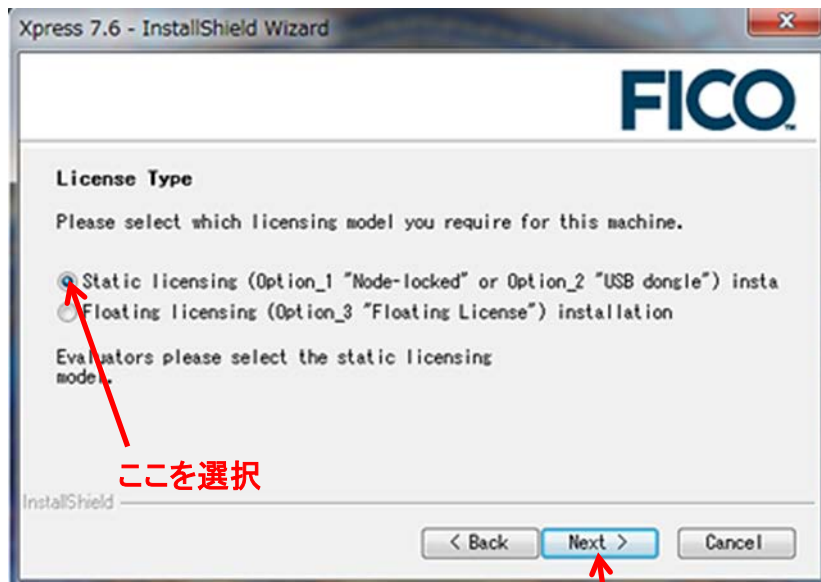 Xpress 7.6 - InstallShield Wizard
FICO™
License Type
Please select which licensing model you require for this machine.
Static licensing (Option_1 "Node-locked" or Option_2 "USB dongle") insta
Floating licensing (Option_3 "Floating License") installation
Evaluators please select the static licensing
model.
ここを選択
InstallShield
< Back Next > Cancel